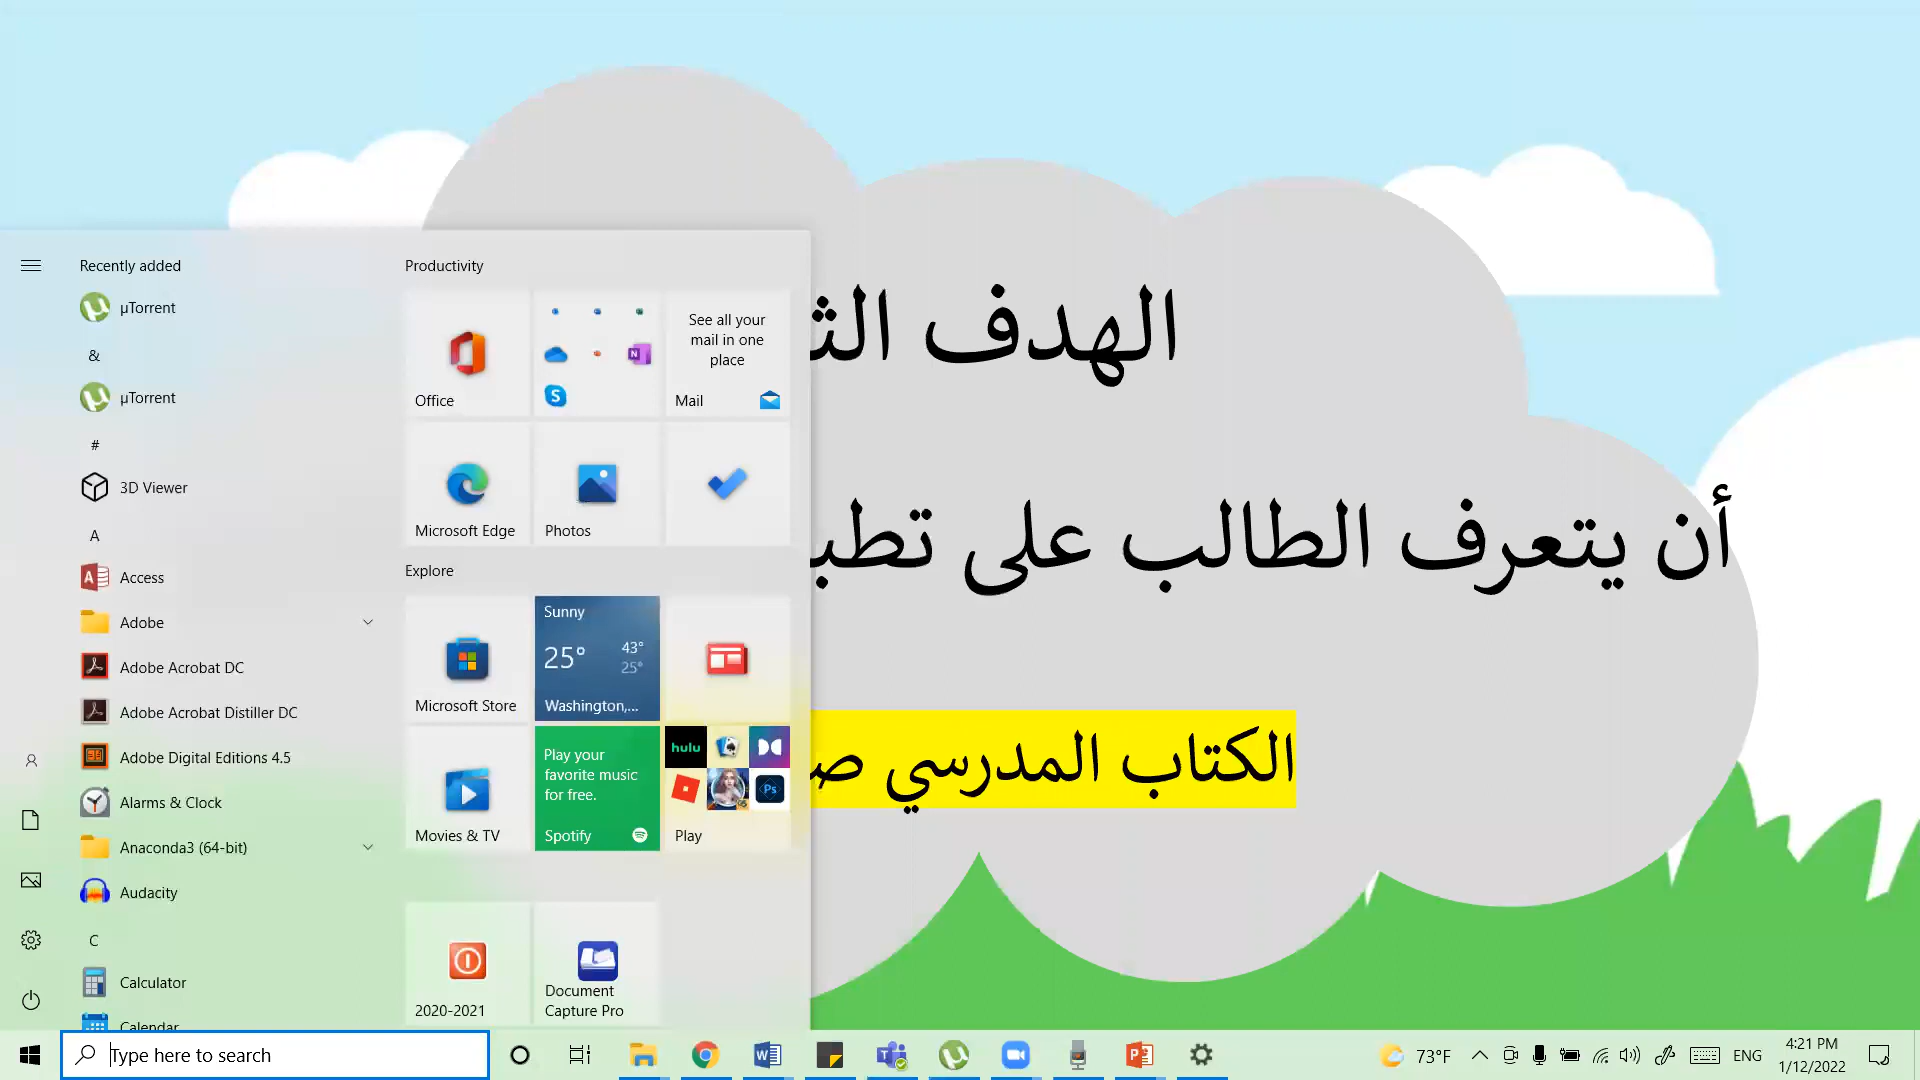 الهدف
أن يتعرف الطالب على
الكتاب المدرسي
Recently added
µTorrent
&
µTorrent
#
3D Viewer
A
Access
Adobe
Adobe Acrobat DC
Adobe Acrobat Distiller DC
Adobe Digital Editions 4.5
Alarms & Clock
Anaconda3 (64-bit)
Audacity
C
Calculator
Calendar
Productivity
Office
See all your
mail in one
place
Mail
Microsoft Edge
Photos
Explore
Microsoft Store
Sunny
25°
43°
25°
Washington,...
Movies & TV
Play your
favorite music
for free.
Spotify
hulu
Ps
Play
2020-2021
Document
Capture Pro
Type here to search
73°F
ENG
4:21 PM
1/12/2022